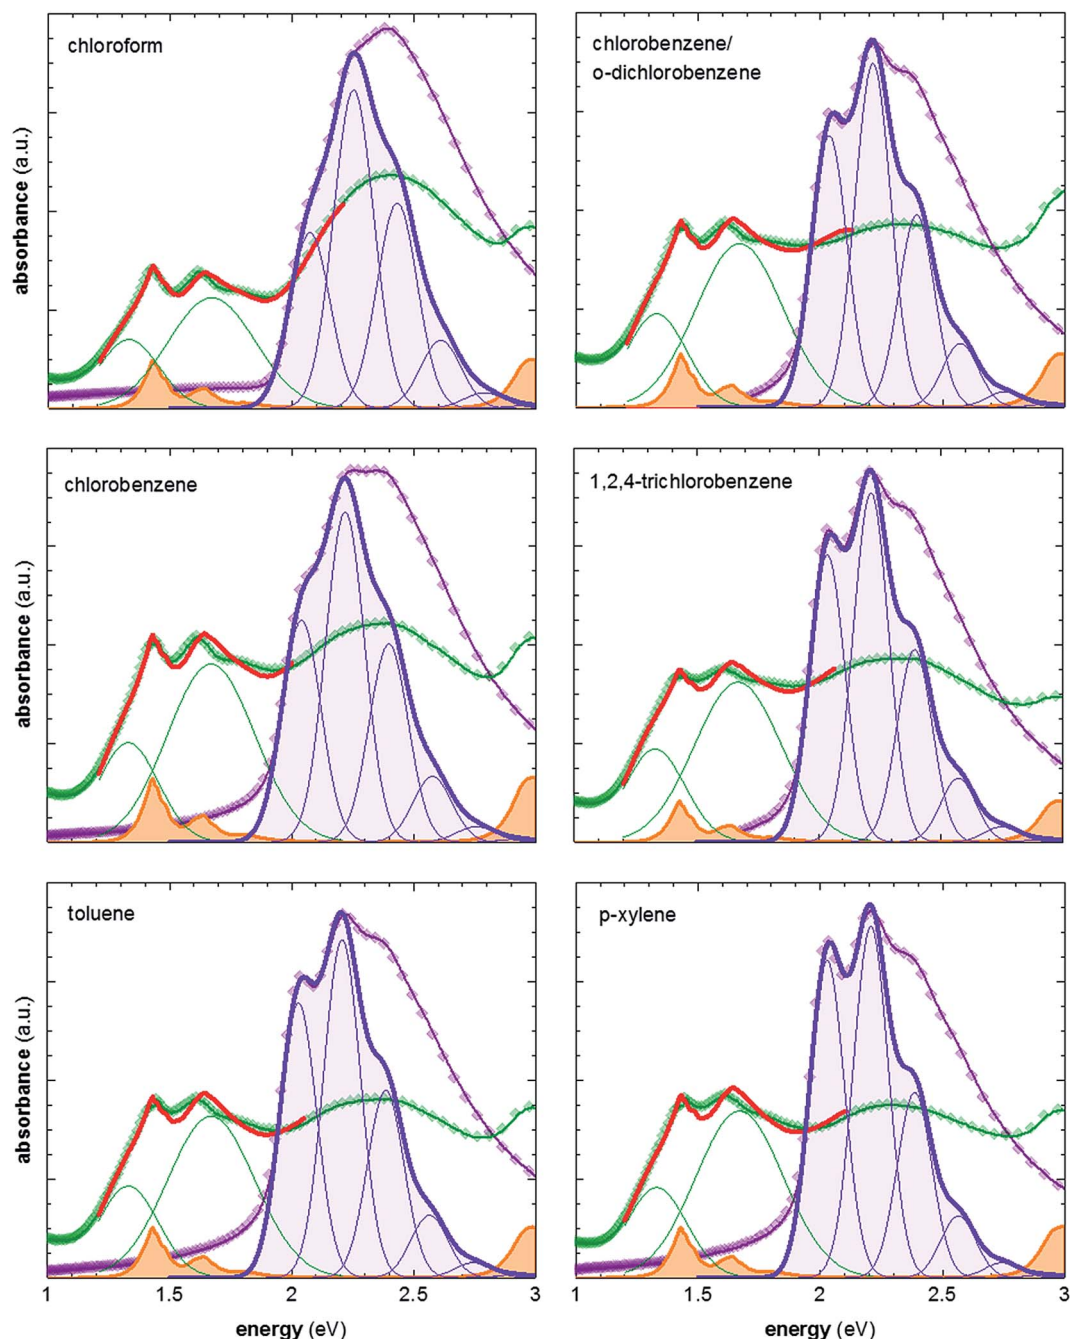 chloroform
absorbance (a.u.)
chlorobenzene/
o-dichlorobenzene
chlorobenzene
absorbance (a.u.)
1,2,4-trichlorobenzene
toluene
absorbance (a.u.)
p-xylene
1 1.5 2 2.5 3
1 1.5 2 2.5 3
energy (eV)
energy (eV)